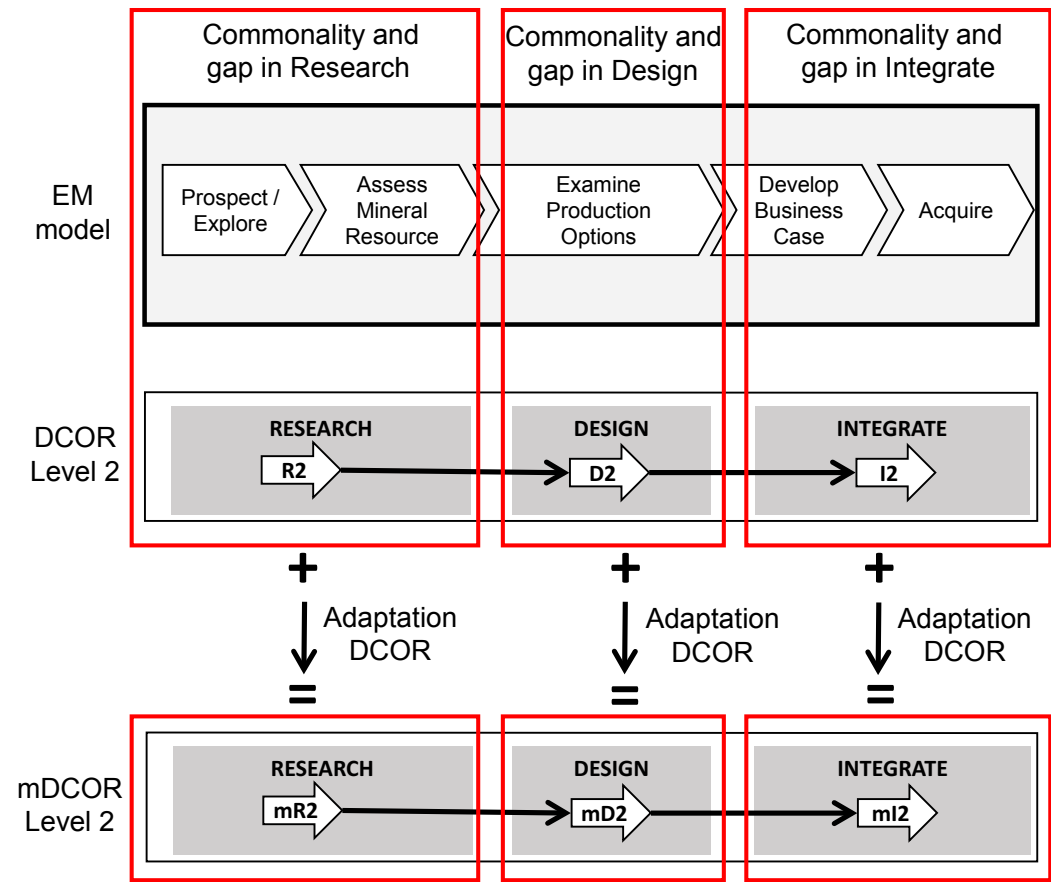 Commonality and
gap in Research
Commonality and
gap in Design
Commonality and
gap in Integrate
EM
model
Prospect /
Explore
Assess
Mineral
Resource
Examine
Production
Options
Develop
Business
Case
Acquire
DCOR
Level 2
RESEARCH
R2
DESIGN
D2
INTEGRATE
I2
+
+
+
Adaptation
DCOR
Adaptation
DCOR
Adaptation
DCOR
=
=
=
mDCOR
Level 2
RESEARCH
mR2
DESIGN
mD2
INTEGRATE
mI2